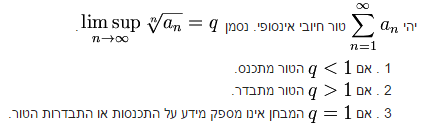 יהי $\sum_{n=1}^{\infty} a_n$ טור חיובי אינסופי. נסמן $\limsup_{n\to\infty} \sqrt[n]{a_n} = q$.
1. אם $q < 1$ הטור מתכנס.
2. אם $q > 1$ הטור מתבדר.
3. אם $q = 1$ המבחן אינו מספק מידע על התכנסות או התבדרות הטור.